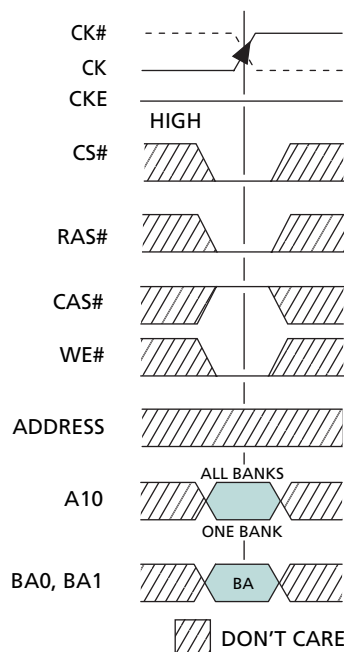 CK#
CK
CKE
HIGH
CS#
RAS#
CAS#
WE#
ADDRESS
ALL BANKS
A10
ONE BANK
BA0, BA1
BA
DON'T CARE